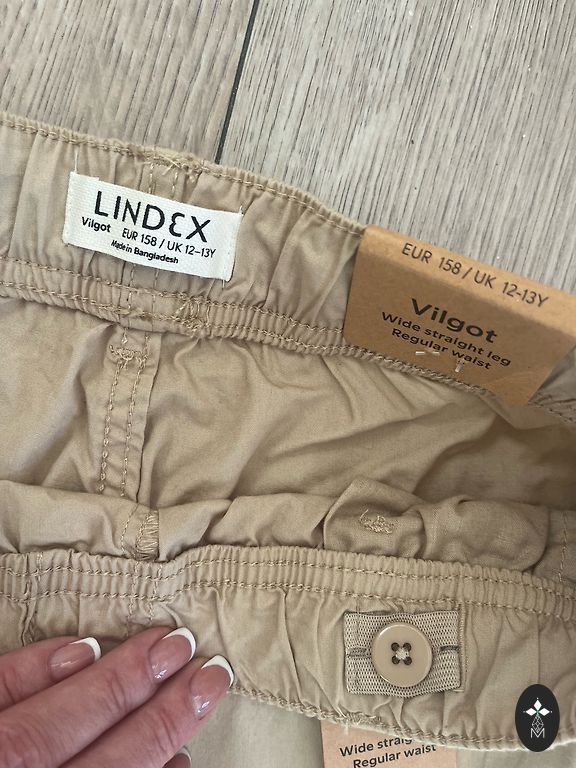 LINDEX
Vilgot EUR 158 / UK 12-13Y
Made in Bangladesh
EUR 158 / UK 12-13Y
Vilgot
Wide straight leg
Regular waist
Wide straig
Regular waist
M